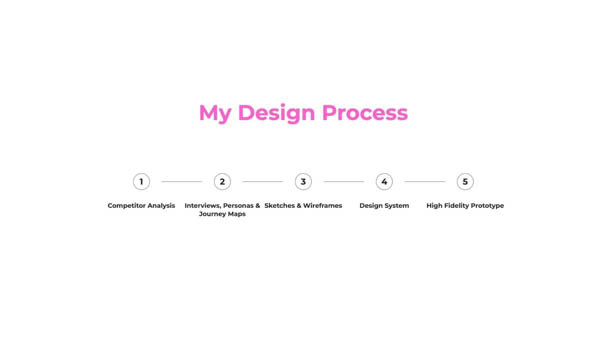 My Design Process
1
2
3
4
5
Competitor Analysis
Interviews, Personas &
Journey Maps
Sketches & Wireframes
Design System
High Fidelity Prototype